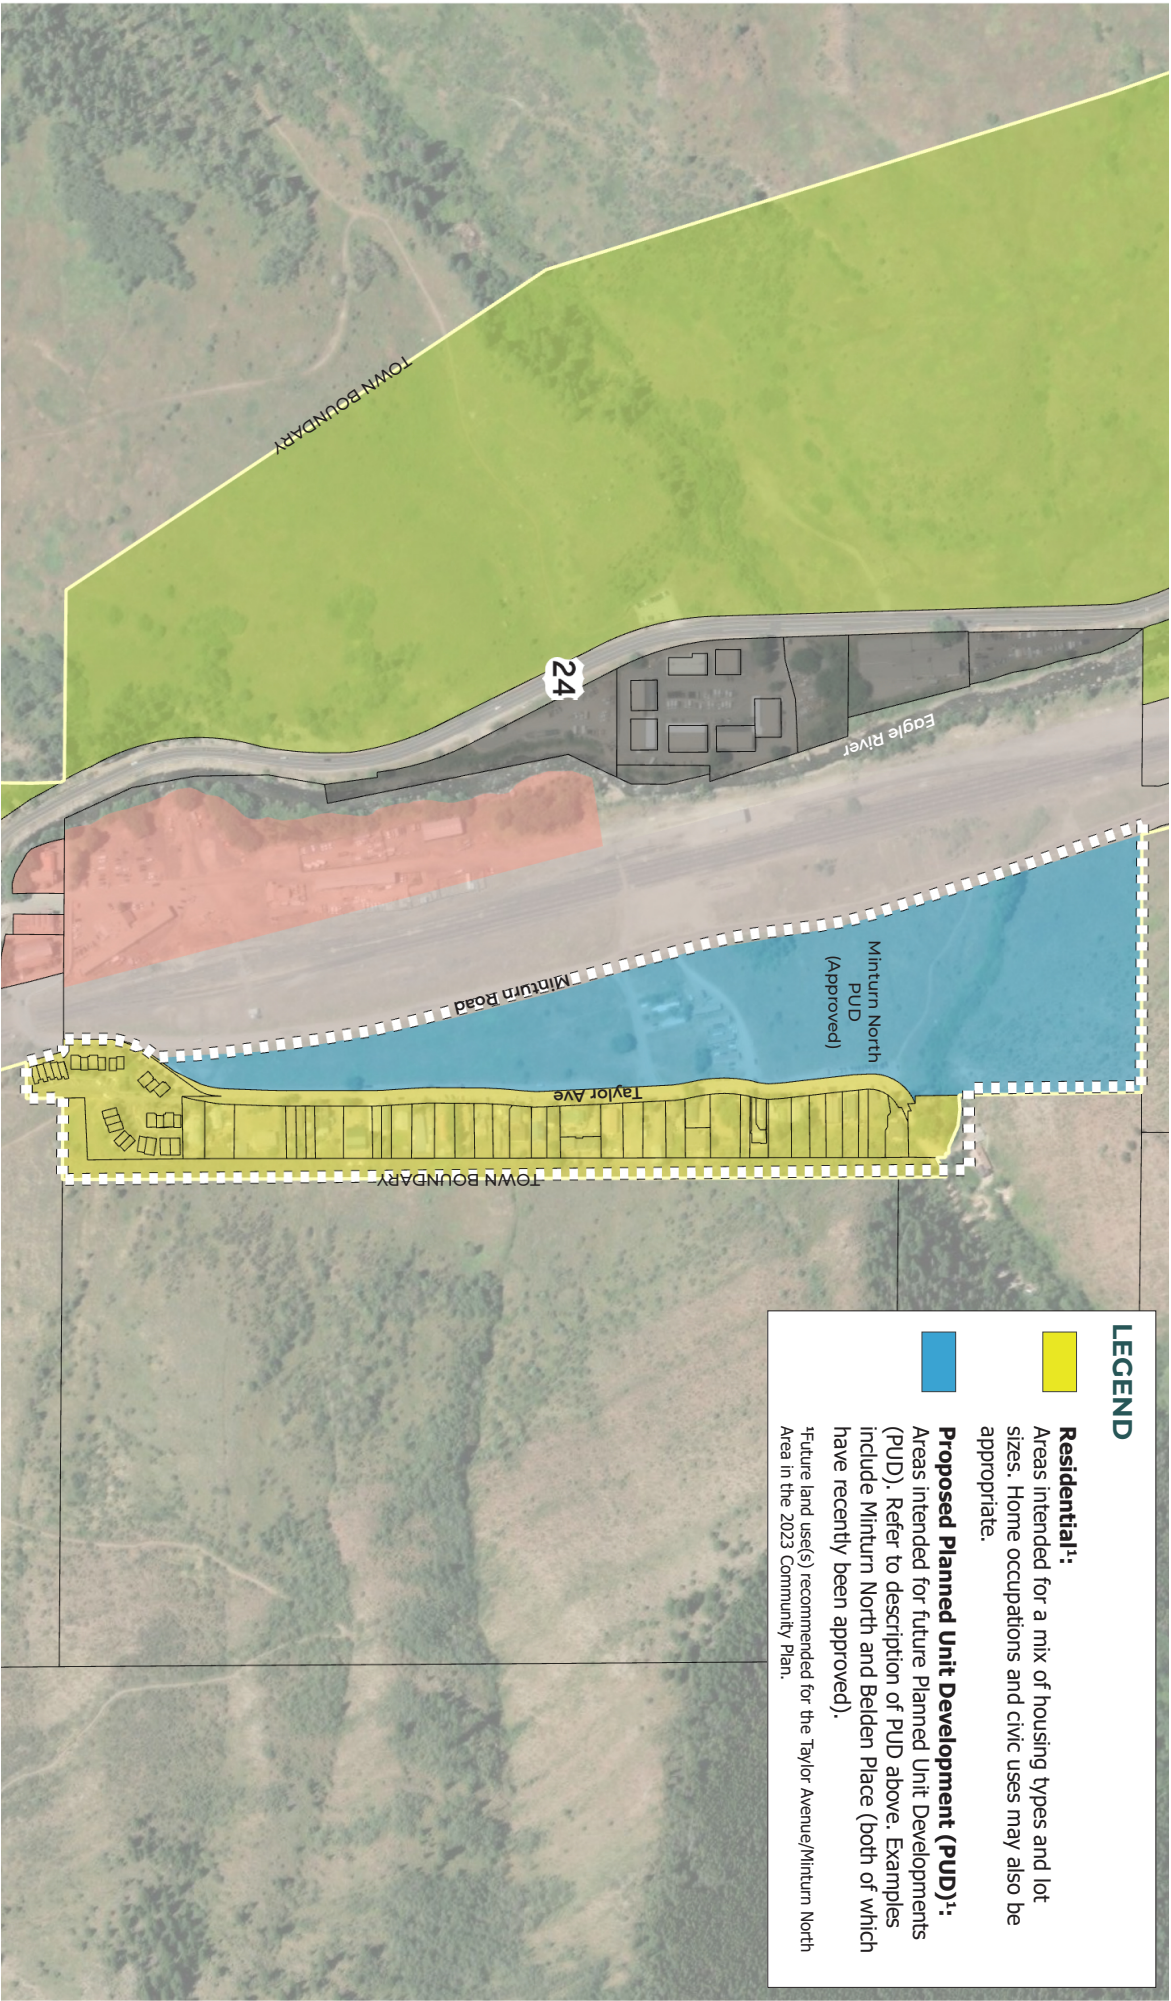 LEGEND
Residential¹:
Areas intended for a mix of housing types and lot
sizes. Home occupations and civic uses may also be
appropriate.
Proposed Planned Unit Development (PUD)¹:
Areas intended for future Planned Unit Developments
(PUD). Refer to description of PUD above. Examples
include Minturn North and Belden Place (both of which
have recently been approved).
¹Future land use(s) recommended for the Taylor Avenue/Minturn North
Area in the 2023 Community Plan.
Minturn North
PUD
(Approved)
Eagle River
24
Minturn Road
Taylor Ave
TOWN BOUNDARY
TOWN BOUNDARY